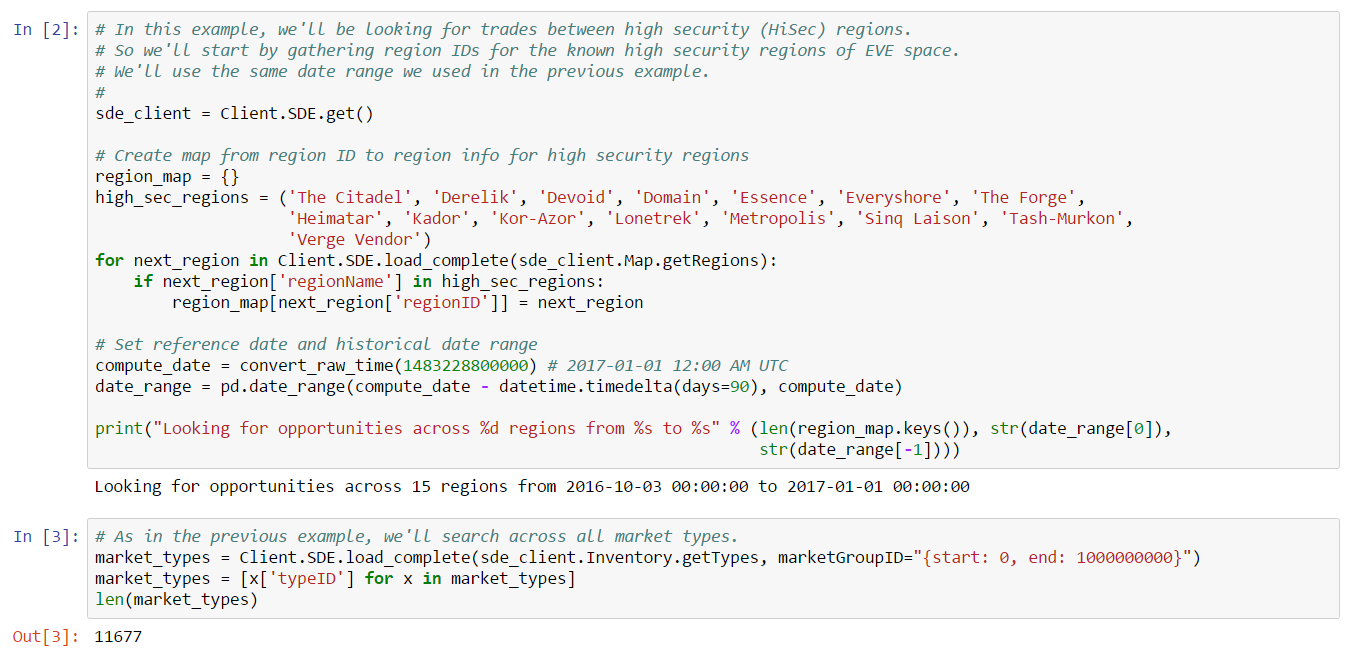 In [2]: # In this example, we'll be looking for trades between high security (HiSec) regions.
# So we'll start by gathering region IDs for the known high security regions of EVE space.
# We'll use the same date range we used in the previous example.
#
sde_client = Client.SDE.get()

# Create map from region ID to region info for high security regions
region_map = {}
high_sec_regions = ('The Citadel', 'Derelik', 'Devoid', 'Domain', 'Essence', 'Everyshore', 'The Forge',
                    'Heimatar', 'Kador', 'Kor-Azor', 'Lonetrek', 'Metropolis', 'Sinq Laison', 'Tash-Murkon',
                    'Verge Vendor')
for next_region in Client.SDE.load_complete(sde_client.Map.getRegions):
    if next_region['regionName'] in high_sec_regions:
        region_map[next_region['regionID']] = next_region

# Set reference date and historical date range
compute_date = convert_raw_time(1483228800000) # 2017-01-01 12:00 AM UTC
date_range = pd.date_range(compute_date - datetime.timedelta(days=90), compute_date)

print("Looking for opportunities across %d regions from %s to %s" % (len(region_map.keys()), str(date_range[0]),
                                                                     str(date_range[-1])))
Looking for opportunities across 15 regions from 2016-10-03 00:00:00 to 2017-01-01 00:00:00
In [3]: # As in the previous example, we'll search across all market types.
market_types = Client.SDE.load_complete(sde_client.Inventory.getTypes, marketGroupID="{start: 0, end: 1000000000}")
market_types = [x['typeID'] for x in market_types]
len(market_types)
Out[3]: 11677